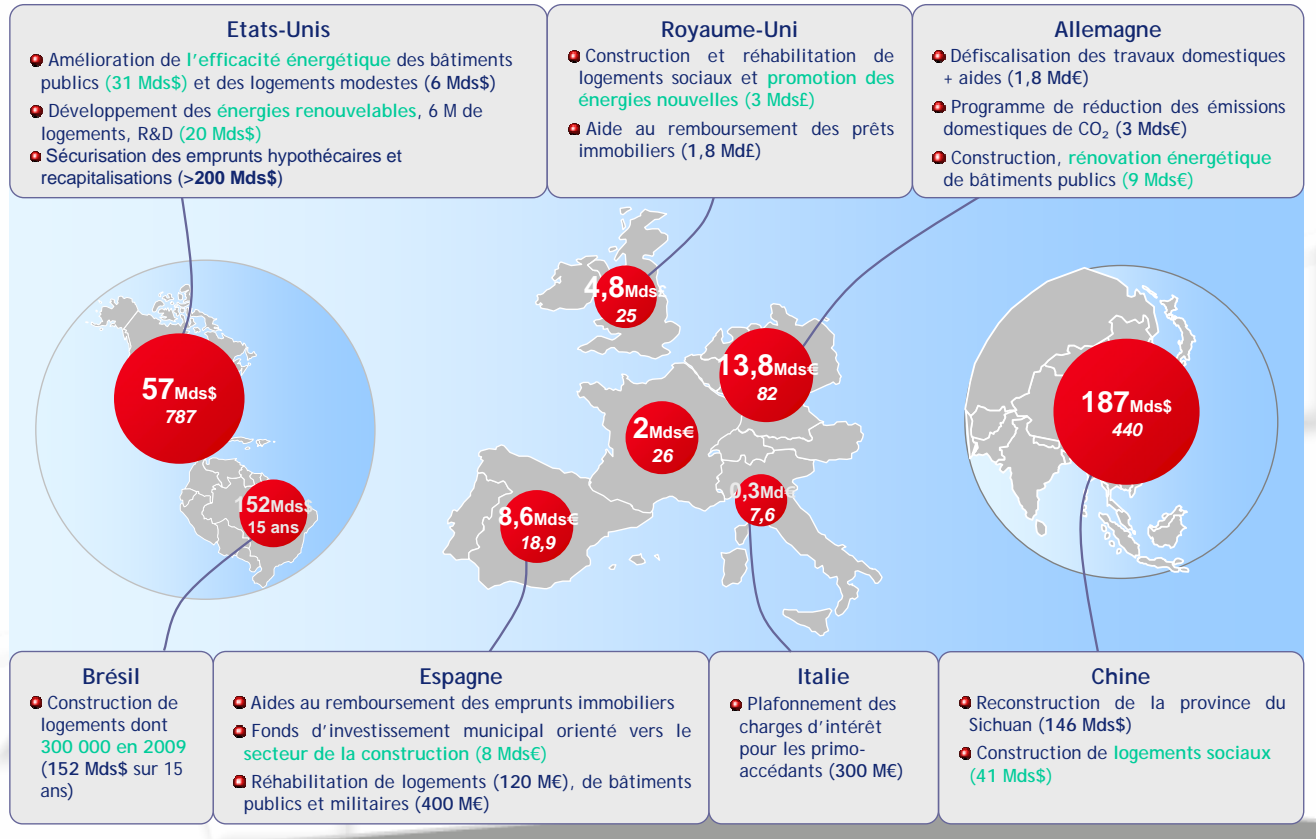 Etats-Unis
Amélioration de l'efficacité énergétique des bâtiments
publics (31 Mds$) et des logements modestes (6 Mds$)
Développement des énergies renouvelables, 6 M de
logements, R&D (20 Mds$)
Sécurisation des emprunts hypothécaires et
recapitalisations (>200 Mds$)
Royaume-Uni
Construction et réhabilitation de
logements sociaux et promotion des
énergies nouvelles (3 Mds£)
Aide au remboursement des prêts
immobiliers (1,8 Md£)
Allemagne
Défiscalisation des travaux domestiques
+ aides (1,8 Md€)
Programme de réduction des émissions
domestiques de CO₂ (3 Mds€)
Construction, rénovation énergétique
de bâtiments publics (9 Mds€)
4,8Mds£
25
13,8Mds€
82
57Mds$
787
187Mds$
440
2Mds€
26
152Mds$
15 ans
0,3Md€
7,6
8,6Mds€
18,9
Brésil
Construction de
logements dont
300 000 en 2009
(152 Mds$ sur 15
ans)
Espagne
Aides au remboursement des emprunts immobiliers
Fonds d'investissement municipal orienté vers le
secteur de la construction (8 Mds€)
Réhabilitation de logements (120 M€), de bâtiments
publics et militaires (400 M€)
Italie
Plafonnement des
charges d'intérêt
pour les primo-
accédants (300 M€)
Chine
Reconstruction de la province du
Sichuan (146 Mds$)
Construction de logements sociaux
(41 Mds$)